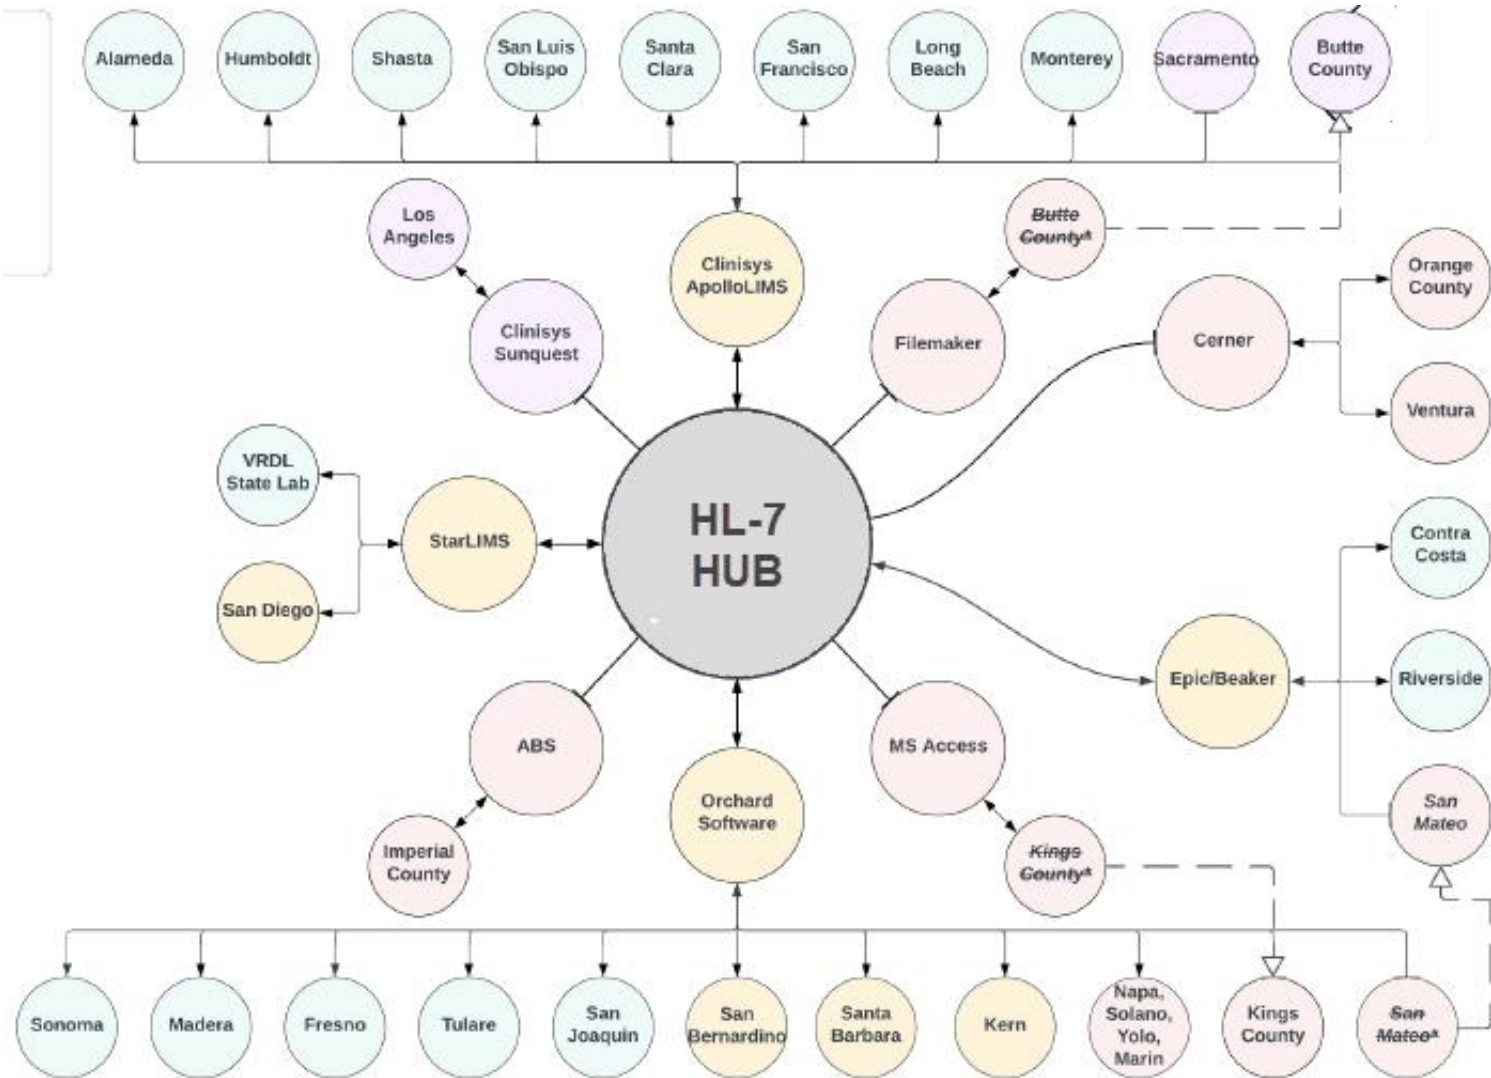 Alameda
Humboldt
Shasta
San Luis
Obispo
Santa
Clara
San
Francisco
Long
Beach
Monterey
Sacramento
Butte
County
Los
Angeles
Clinisys
ApolloLIMS
Butte
County*
Orange
County
Clinisys
Sunquest
Filemaker
Cerner
Ventura
VRDL
State Lab
StarLIMS
San Diego
HL-7
HUB
Contra
Costa
Epic/Beaker
Riverside
ABS
MS Access
Orchard
Software
San
Mateo
Imperial
County
Kings
County*
Sonoma
Madera
Fresno
Tulare
San
Joaquin
San
Bernardino
Santa
Barbara
Kern
Napa,
Solano,
Yolo,
Marin
Kings
County
San
Mateo*